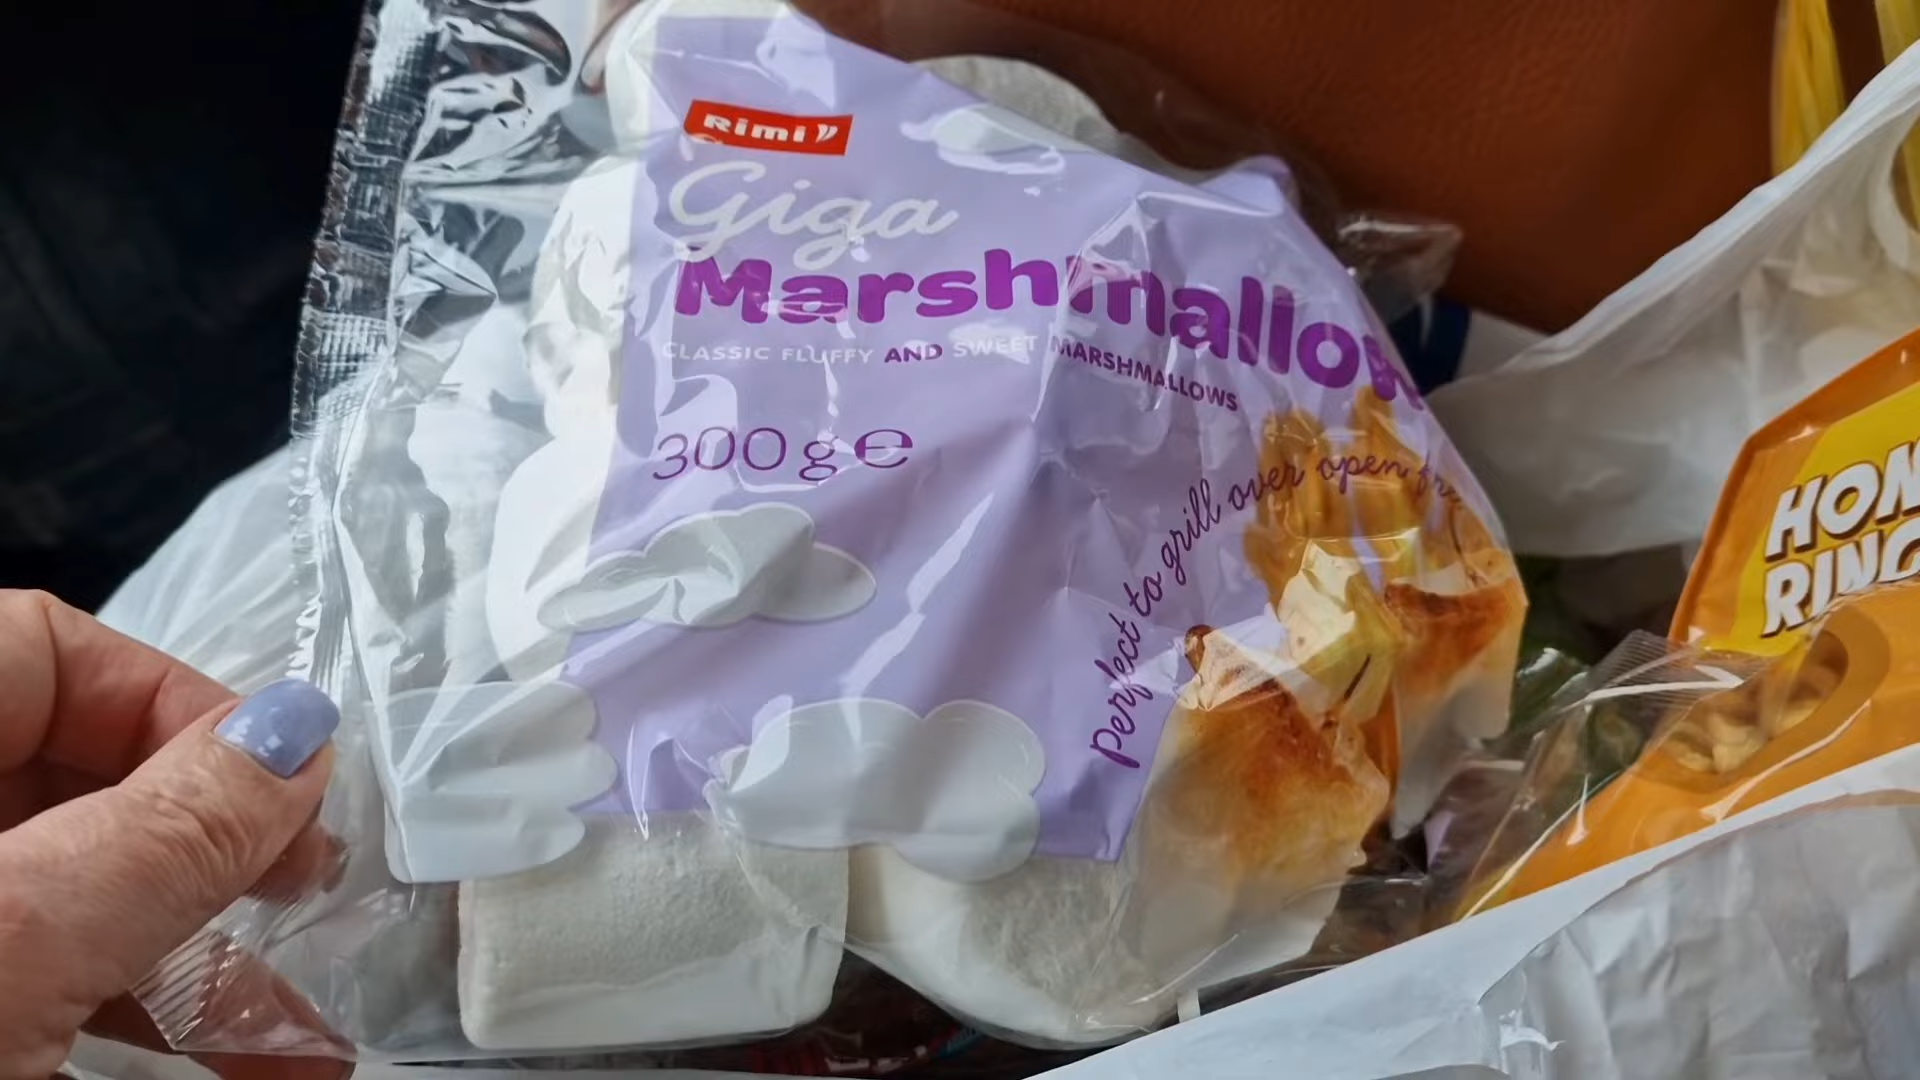 Rimi
Giga
Marshmallow
CLASSIC FLUFFY AND SWEET MARSHMALLOWS
300 g e
Perfect to grill over open
HON
RING